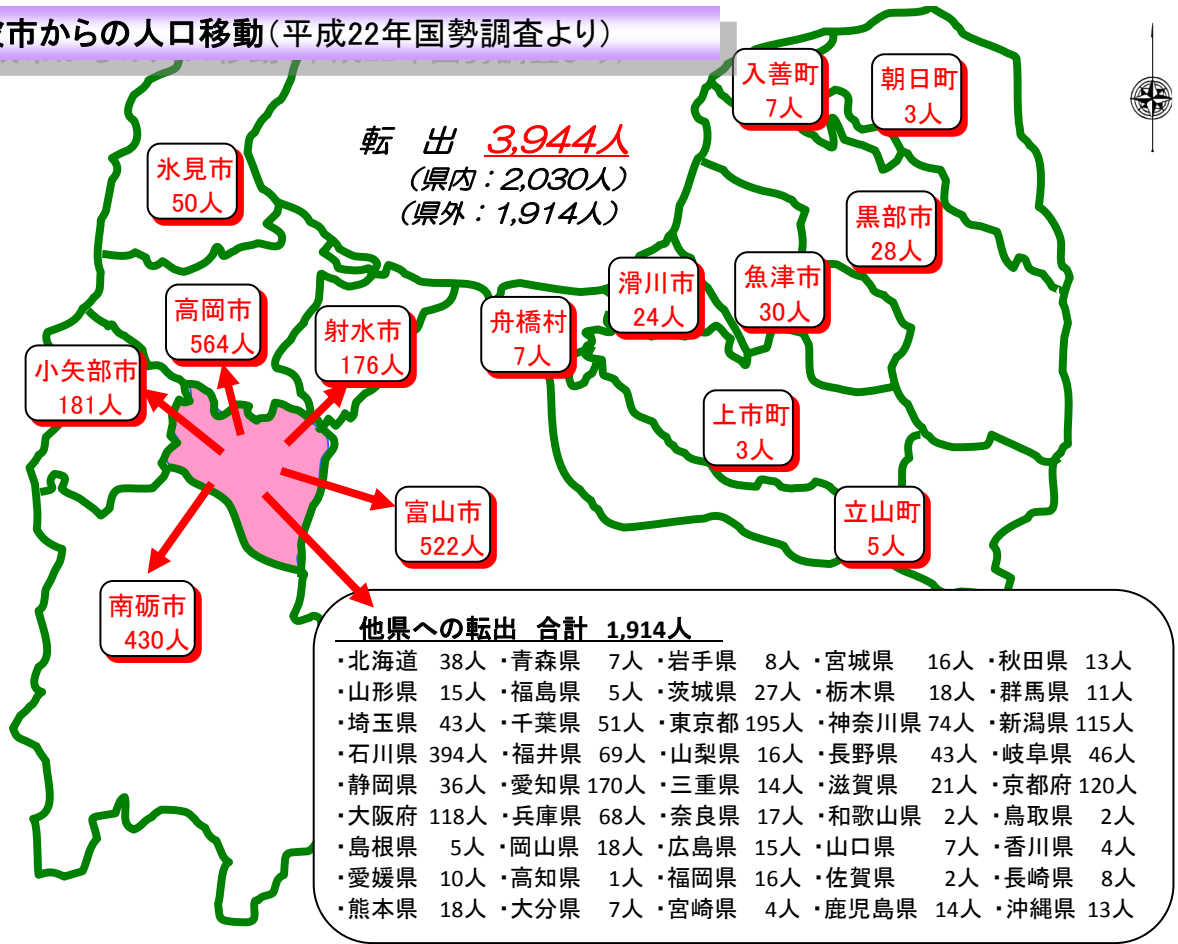 市からの人口移動(平成22年国勢調査より)
転 出 3,944人
(県内:2,030人)
(県外:1,914人)
入善町
7人
朝日町
3人
氷見市
50人
黒部市
28人
魚津市
30人
滑川市
24人
舟橋村
7人
高岡市
564人
射水市
176人
小矢部市
181人
上市町
3人
富山市
522人
立山町
5人
南砺市
430人
他県への転出 合計 1,914人
・北海道 38人 ・青森県 7人 ・岩手県 8人 ・宮城県 16人 ・秋田県 13人
・山形県 15人 ・福島県 5人 ・茨城県 27人 ・栃木県 18人 ・群馬県 11人
・埼玉県 43人 ・千葉県 51人 ・東京都 195人 ・神奈川県 74人 ・新潟県 115人
・石川県 394人 ・福井県 69人 ・山梨県 16人 ・長野県 43人 ・岐阜県 46人
・静岡県 36人 ・愛知県 170人 ・三重県 14人 ・滋賀県 21人 ・京都府 120人
・大阪府 118人 ・兵庫県 68人 ・奈良県 17人 ・和歌山県 2人 ・鳥取県 2人
・島根県 5人 ・岡山県 18人 ・広島県 15人 ・山口県 7人 ・香川県 4人
・愛媛県 10人 ・高知県 1人 ・福岡県 16人 ・佐賀県 2人 ・長崎県 8人
・熊本県 18人 ・大分県 7人 ・宮崎県 4人 ・鹿児島県 14人 ・沖縄県 13人